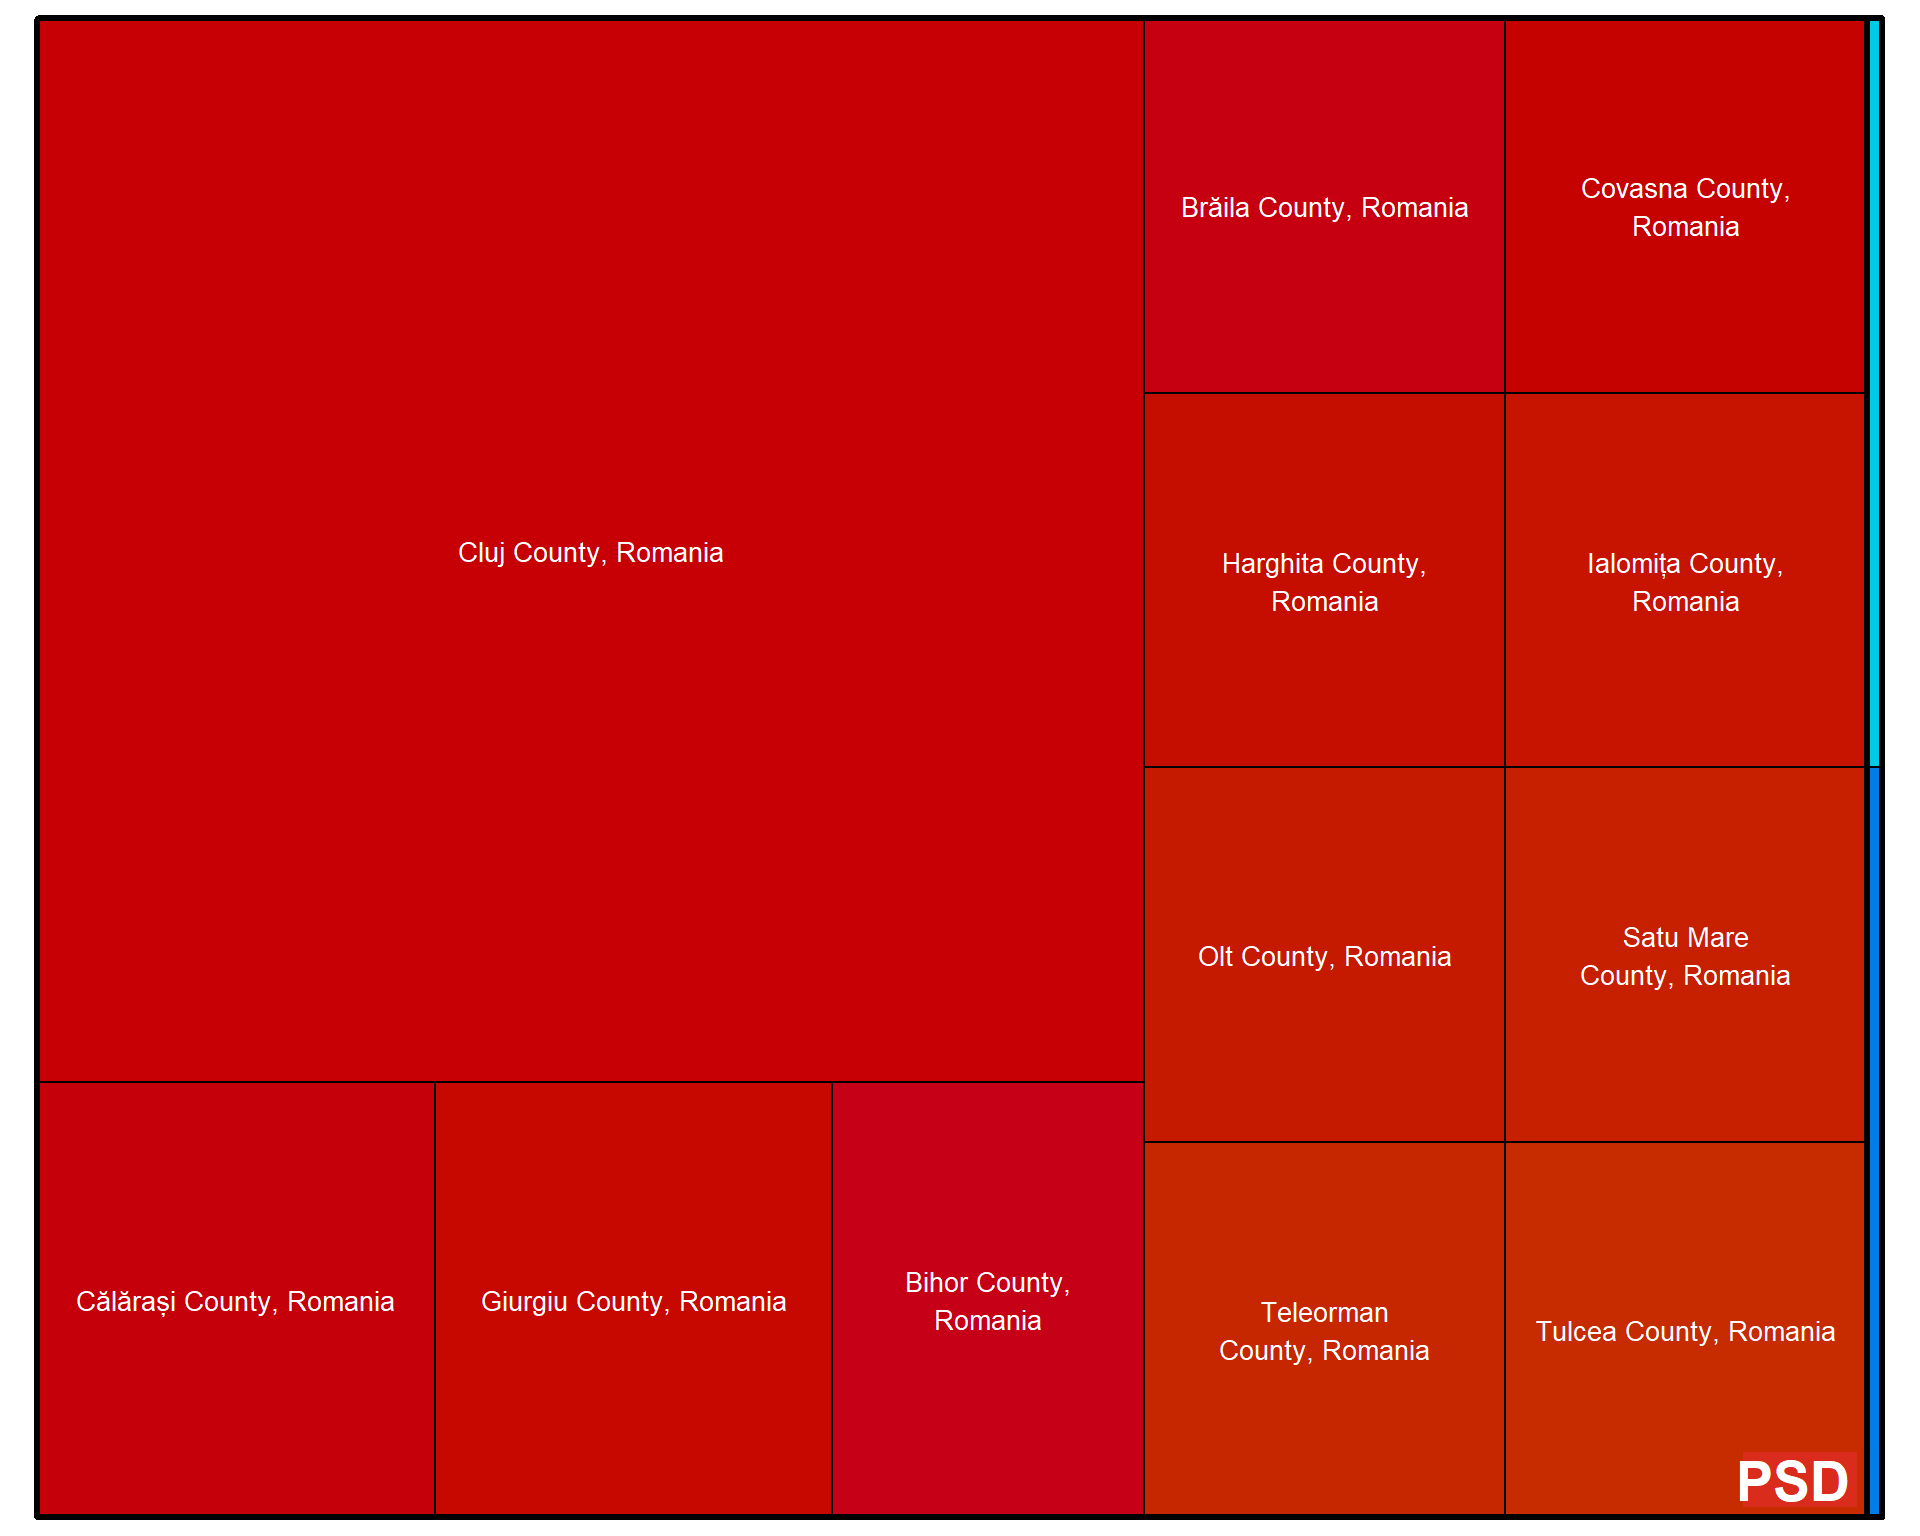 Brăila County, Romania
Covasna County,
Romania
Cluj County, Romania
Harghita County,
Romania
Ialomița County,
Romania
Olt County, Romania
Satu Mare
County, Romania
Călărași County, Romania
Giurgiu County, Romania
Bihor County,
Romania
Teleorman
County, Romania
Tulcea County, Romania
PSD